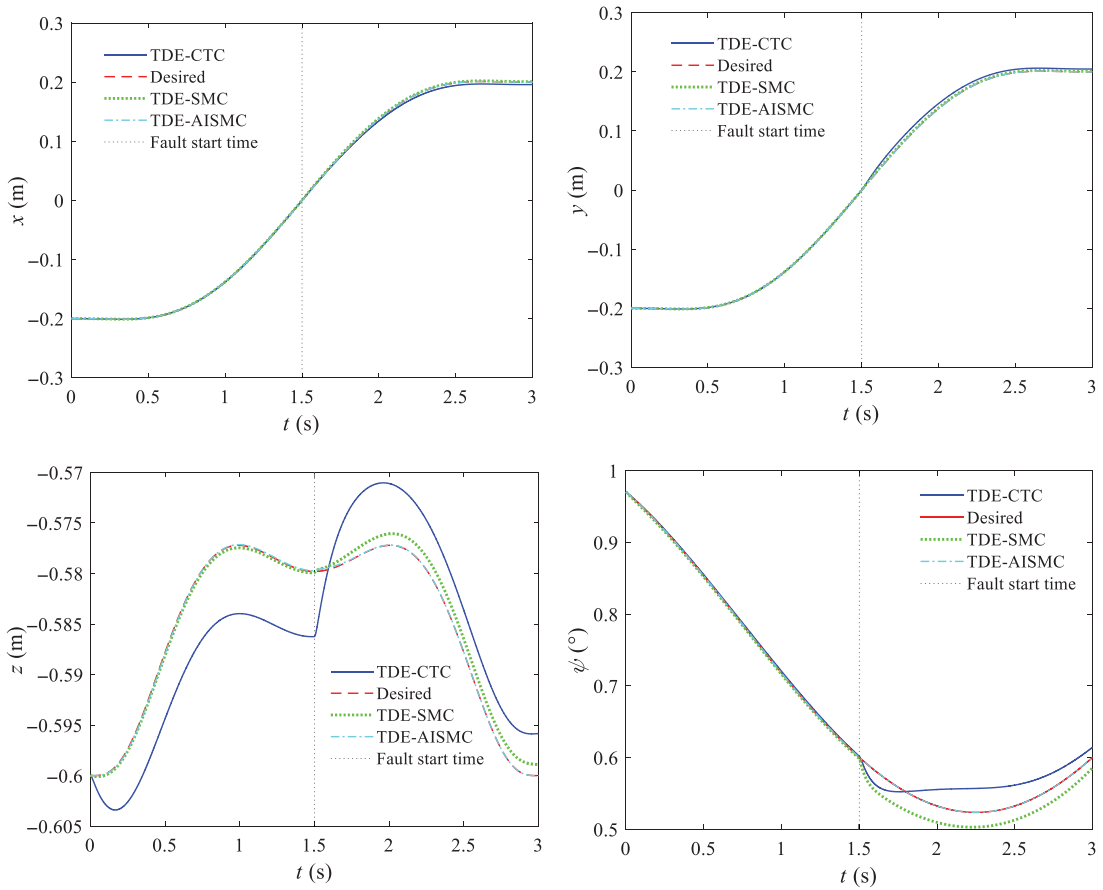 0.3
0.2
0.1
0
−0.1
−0.2
−0.3
x (m)
TDE-CTC
Desired
TDE-SMC
TDE-AISMC
Fault start time
0 0.5 1 1.5 2 2.5 3
t (s)
0.3
0.2
0.1
0
−0.1
−0.2
−0.3
y (m)
TDE-CTC
Desired
TDE-SMC
TDE-AISMC
Fault start time
0 0.5 1 1.5 2 2.5 3
t (s)
−0.57
−0.575
−0.58
−0.585
−0.59
−0.595
−0.6
−0.605
z (m)
TDE-CTC
Desired
TDE-SMC
TDE-AISMC
Fault start time
0 0.5 1 1.5 2 2.5 3
t (s)
1
0.9
0.8
0.7
0.6
0.5
ψ (°)
TDE-CTC
Desired
TDE-SMC
TDE-AISMC
Fault start time
0 0.5 1 1.5 2 2.5 3
t (s)